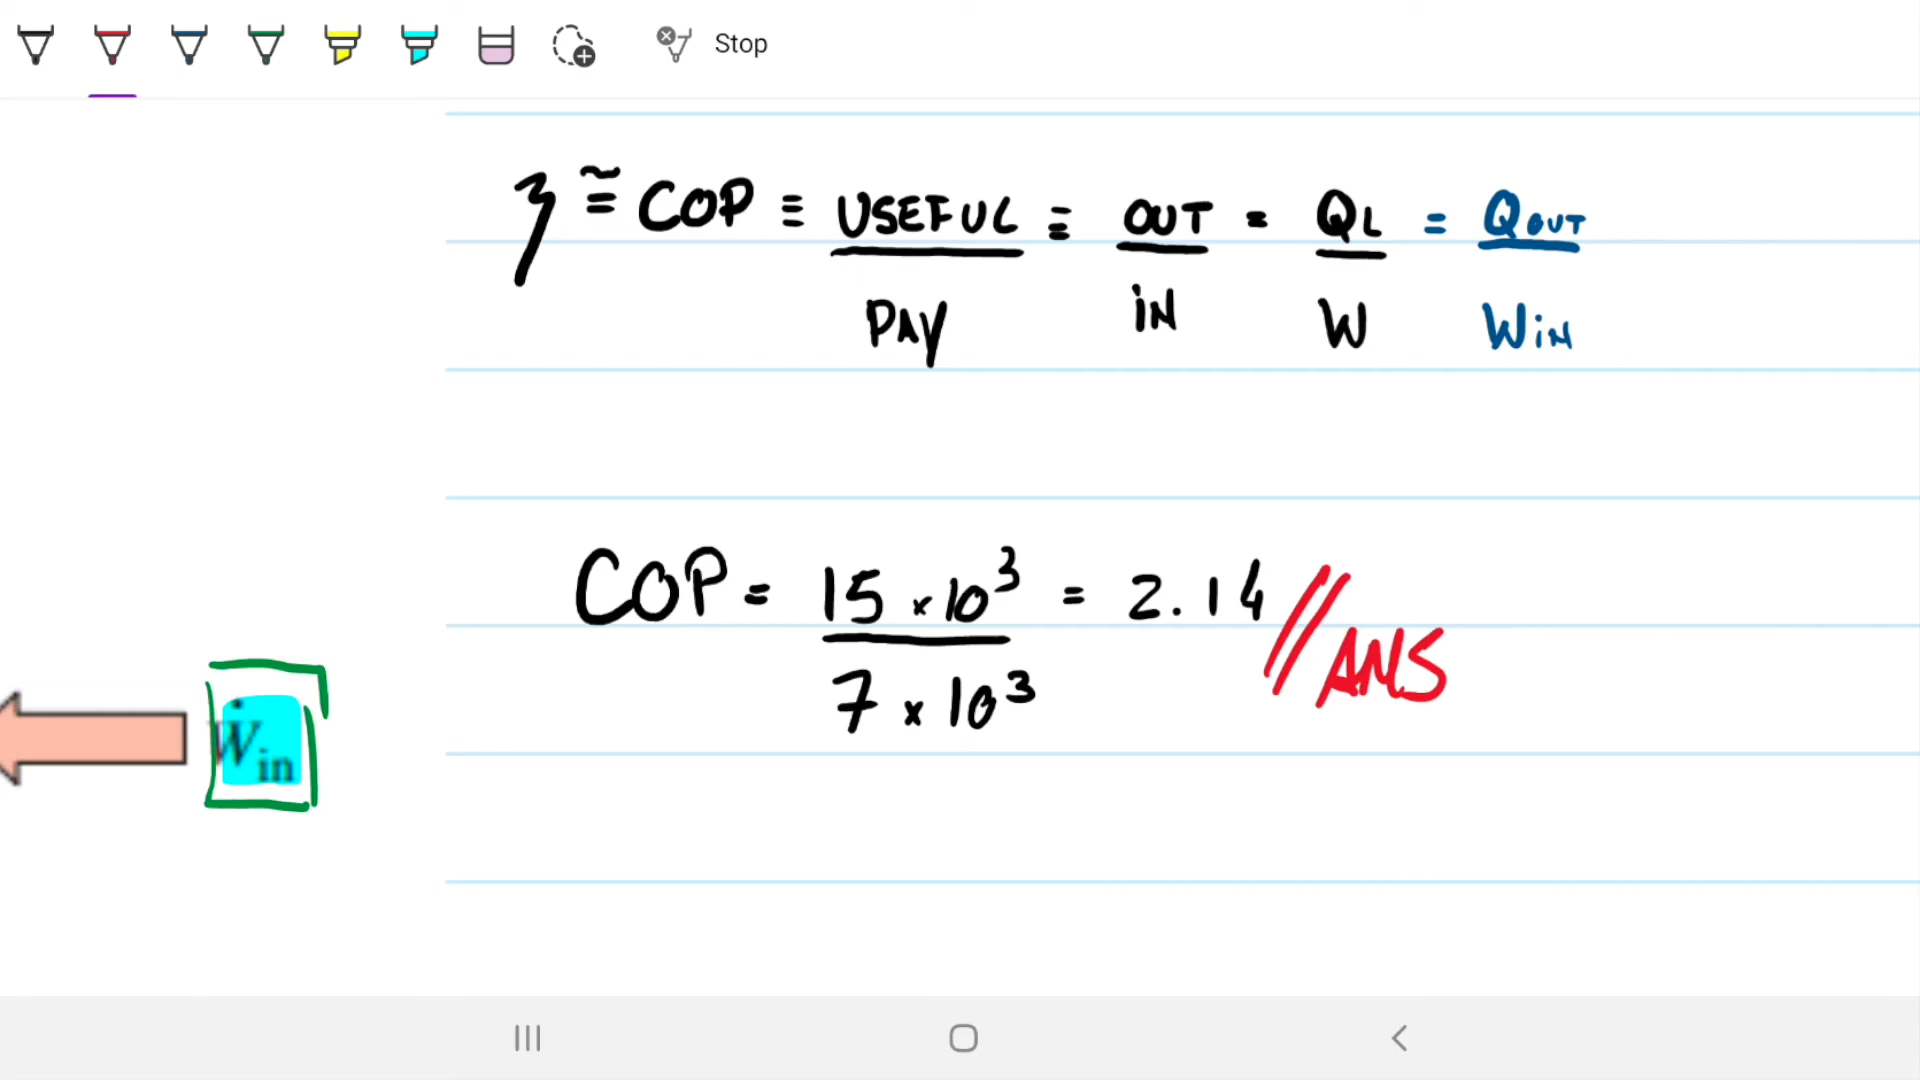 Stop
η ≅ COP ≡ USEFUL ≡ OUT = QL = QOUT
PAY IN W WIN
COP = 15 × 10³ = 2.14 // ANS
7 × 10³
Ẇin